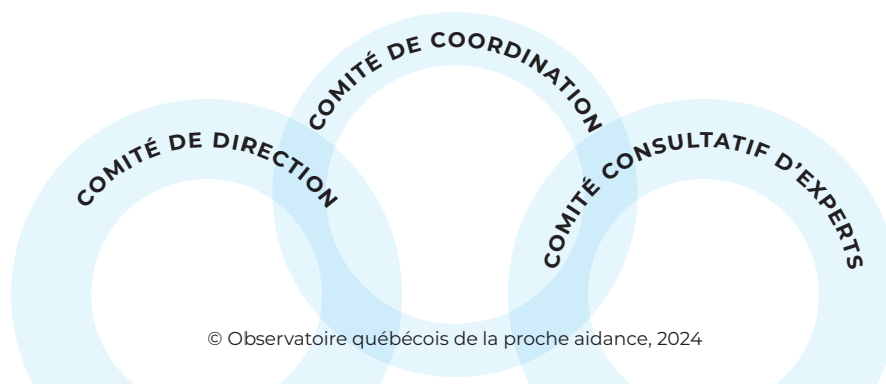 COMITÉ DE COORDINATION
COMITÉ DE DIRECTION
COMITÉ CONSULTATIF D’EXPERTS
© Observatoire québécois de la proche aidance, 2024